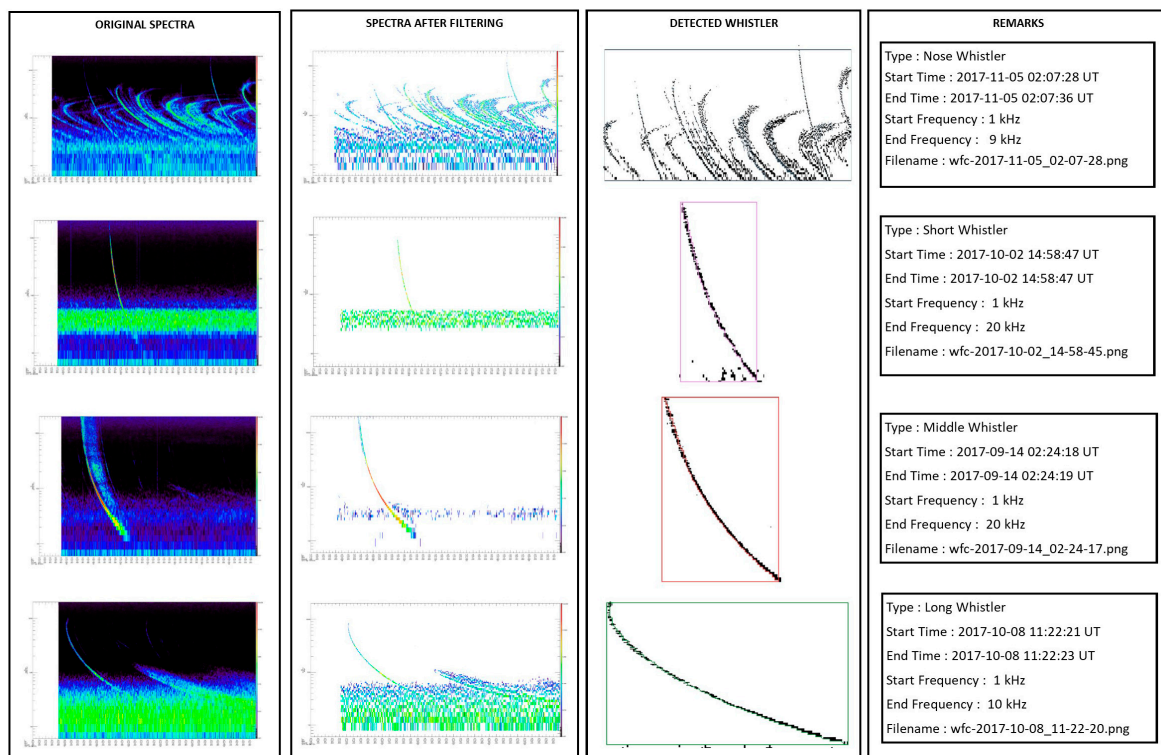 ORIGINAL SPECTRA
SPECTRA AFTER FILTERING
DETECTED WHISTLER
REMARKS
Type : Nose Whistler
Start Time : 2017-11-05 02:07:28 UT
End Time : 2017-11-05 02:07:36 UT
Start Frequency : 1 kHz
End Frequency : 9 kHz
Filename : wfc-2017-11-05_02-07-28.png
Type : Short Whistler
Start Time : 2017-10-02 14:58:47 UT
End Time : 2017-10-02 14:58:47 UT
Start Frequency : 1 kHz
End Frequency : 20 kHz
Filename : wfc-2017-10-02_14-58-45.png
Type : Middle Whistler
Start Time : 2017-09-14 02:24:18 UT
End Time : 2017-09-14 02:24:19 UT
Start Frequency : 1 kHz
End Frequency : 20 kHz
Filename : wfc-2017-09-14_02-24-17.png
Type : Long Whistler
Start Time : 2017-10-08 11:22:21 UT
End Time : 2017-10-08 11:22:23 UT
Start Frequency : 1 kHz
End Frequency : 10 kHz
Filename : wfc-2017-10-08_11-22-20.png